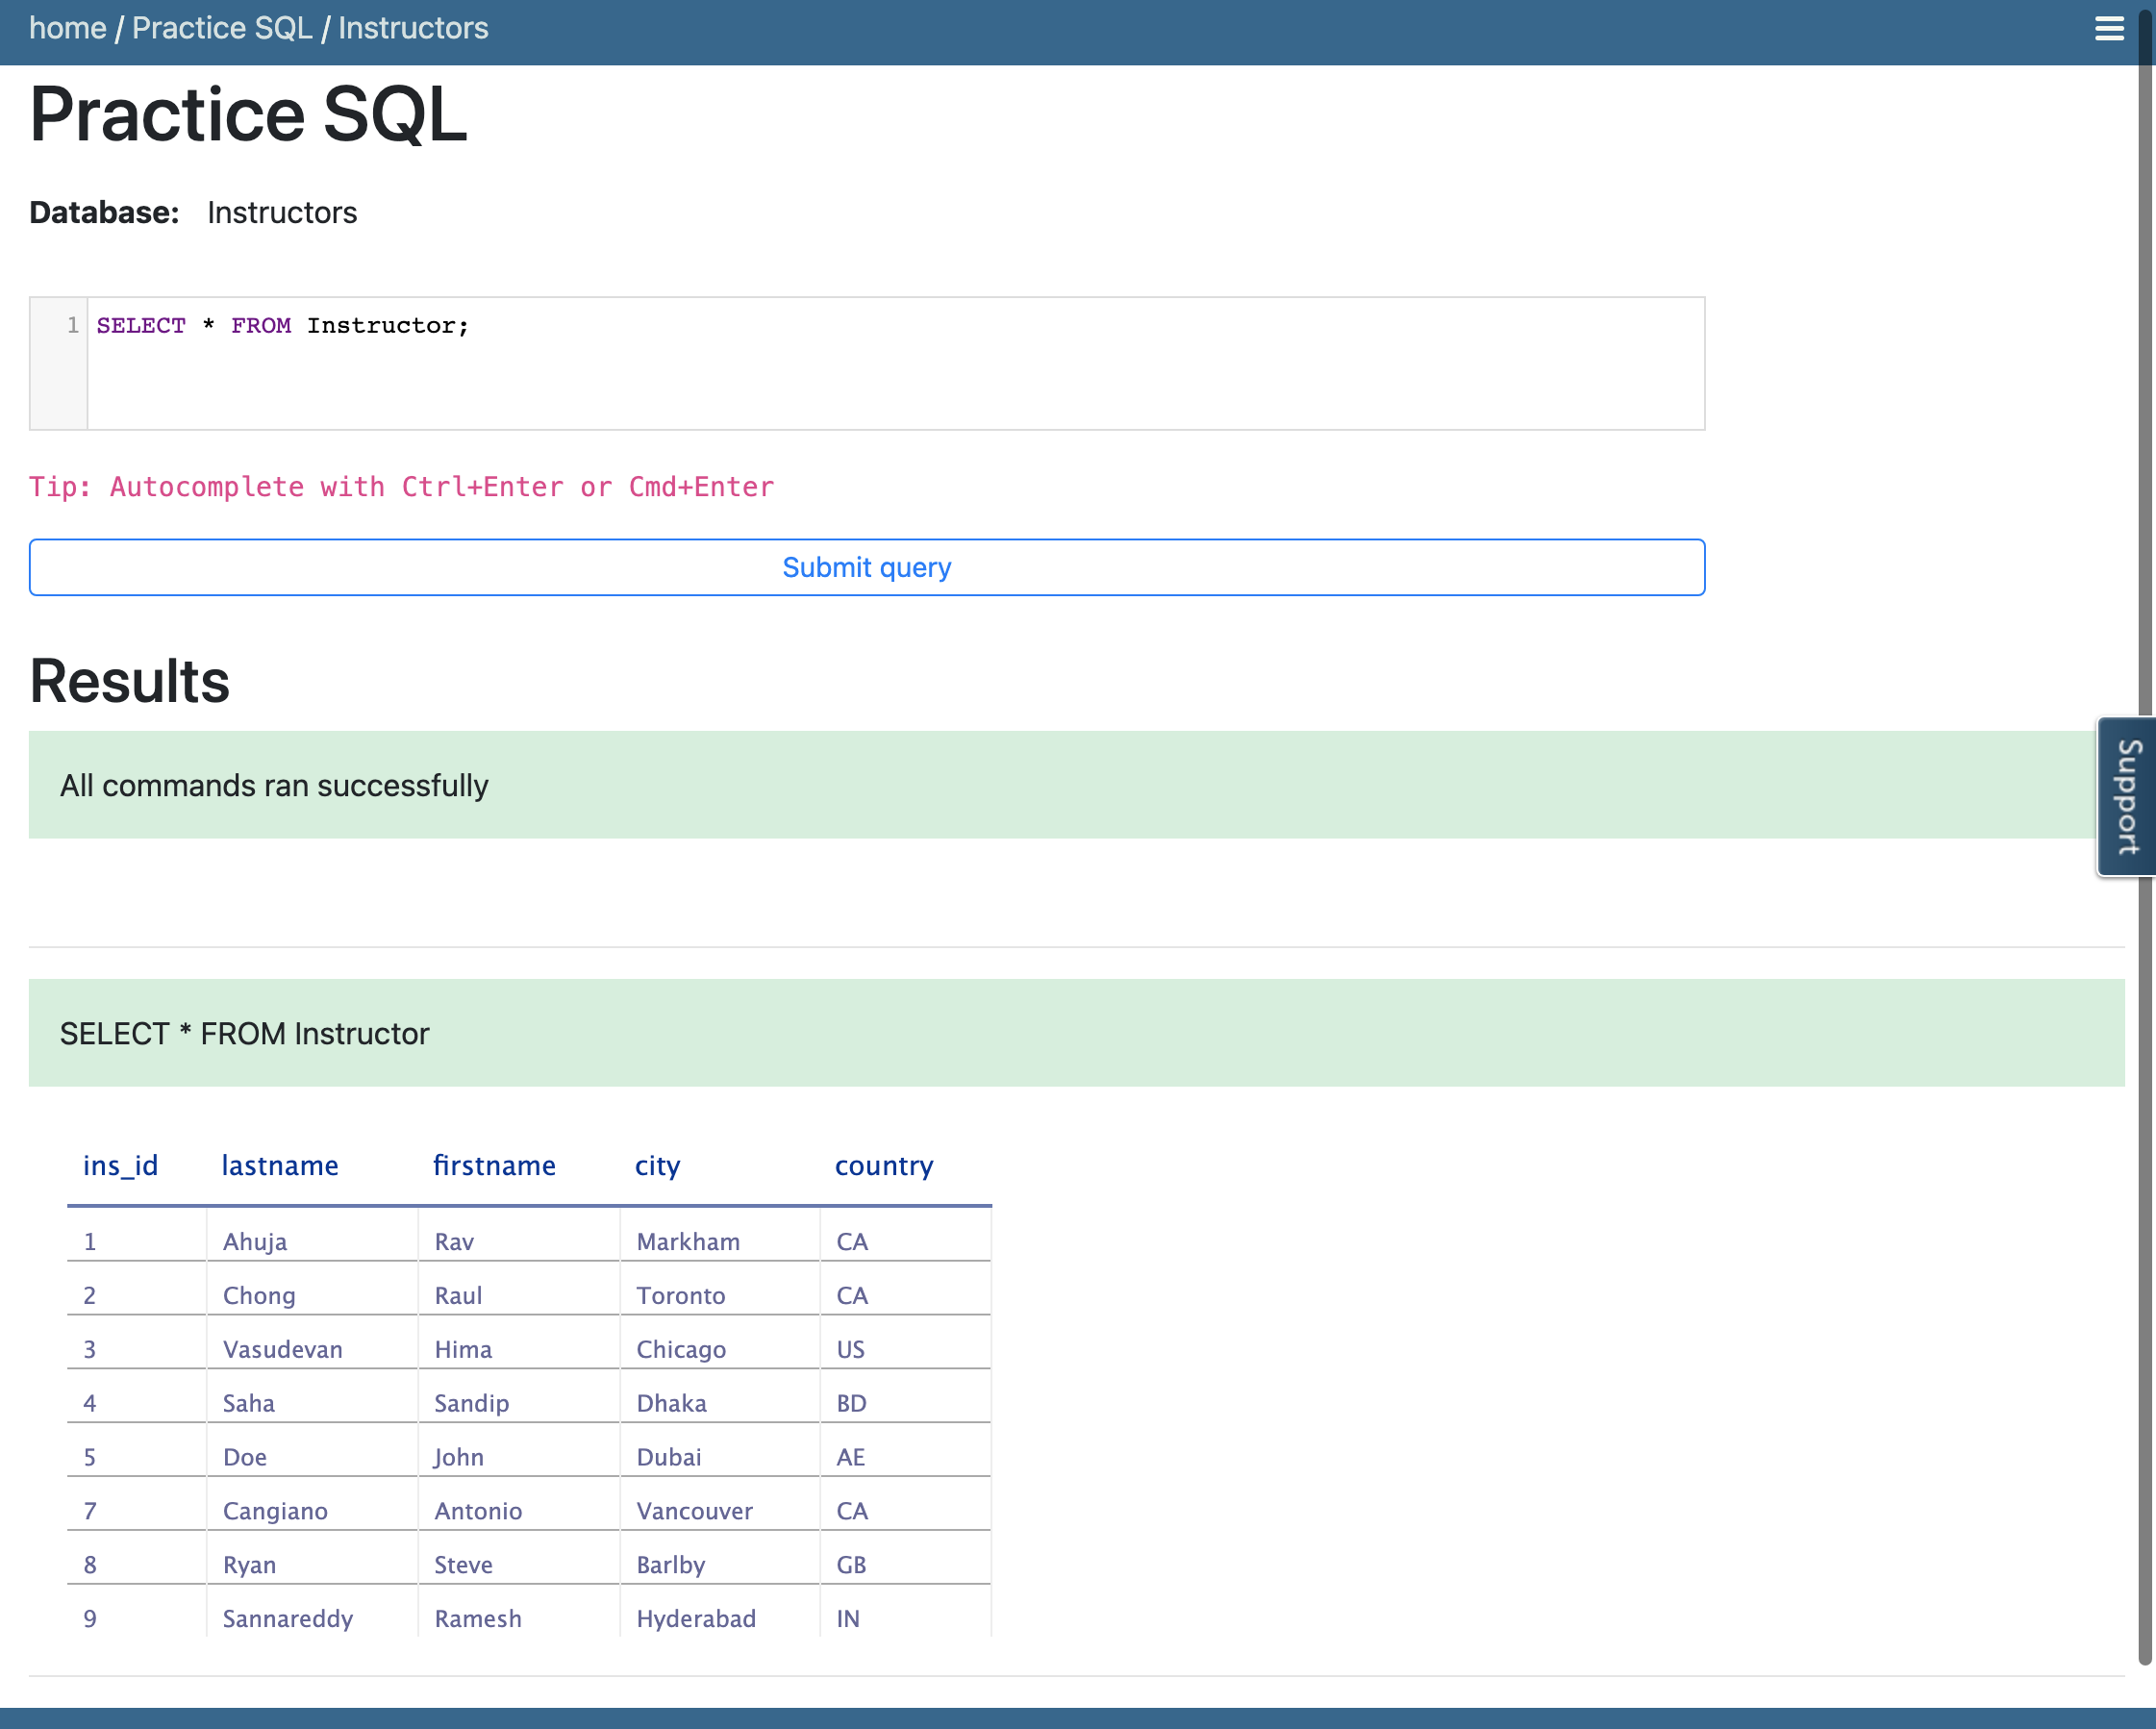 home / Practice SQL / Instructors
Practice SQL
Database: Instructors
1 SELECT * FROM Instructor;
Tip: Autocomplete with Ctrl+Enter or Cmd+Enter
Submit query
Results
All commands ran successfully
Support
SELECT * FROM Instructor
ins_id lastname firstname city country
1 Ahuja Rav Markham CA
2 Chong Raul Toronto CA
3 Vasudevan Hima Chicago US
4 Saha Sandip Dhaka BD
5 Doe John Dubai AE
7 Cangiano Antonio Vancouver CA
8 Ryan Steve Barlby GB
9 Sannareddy Ramesh Hyderabad IN